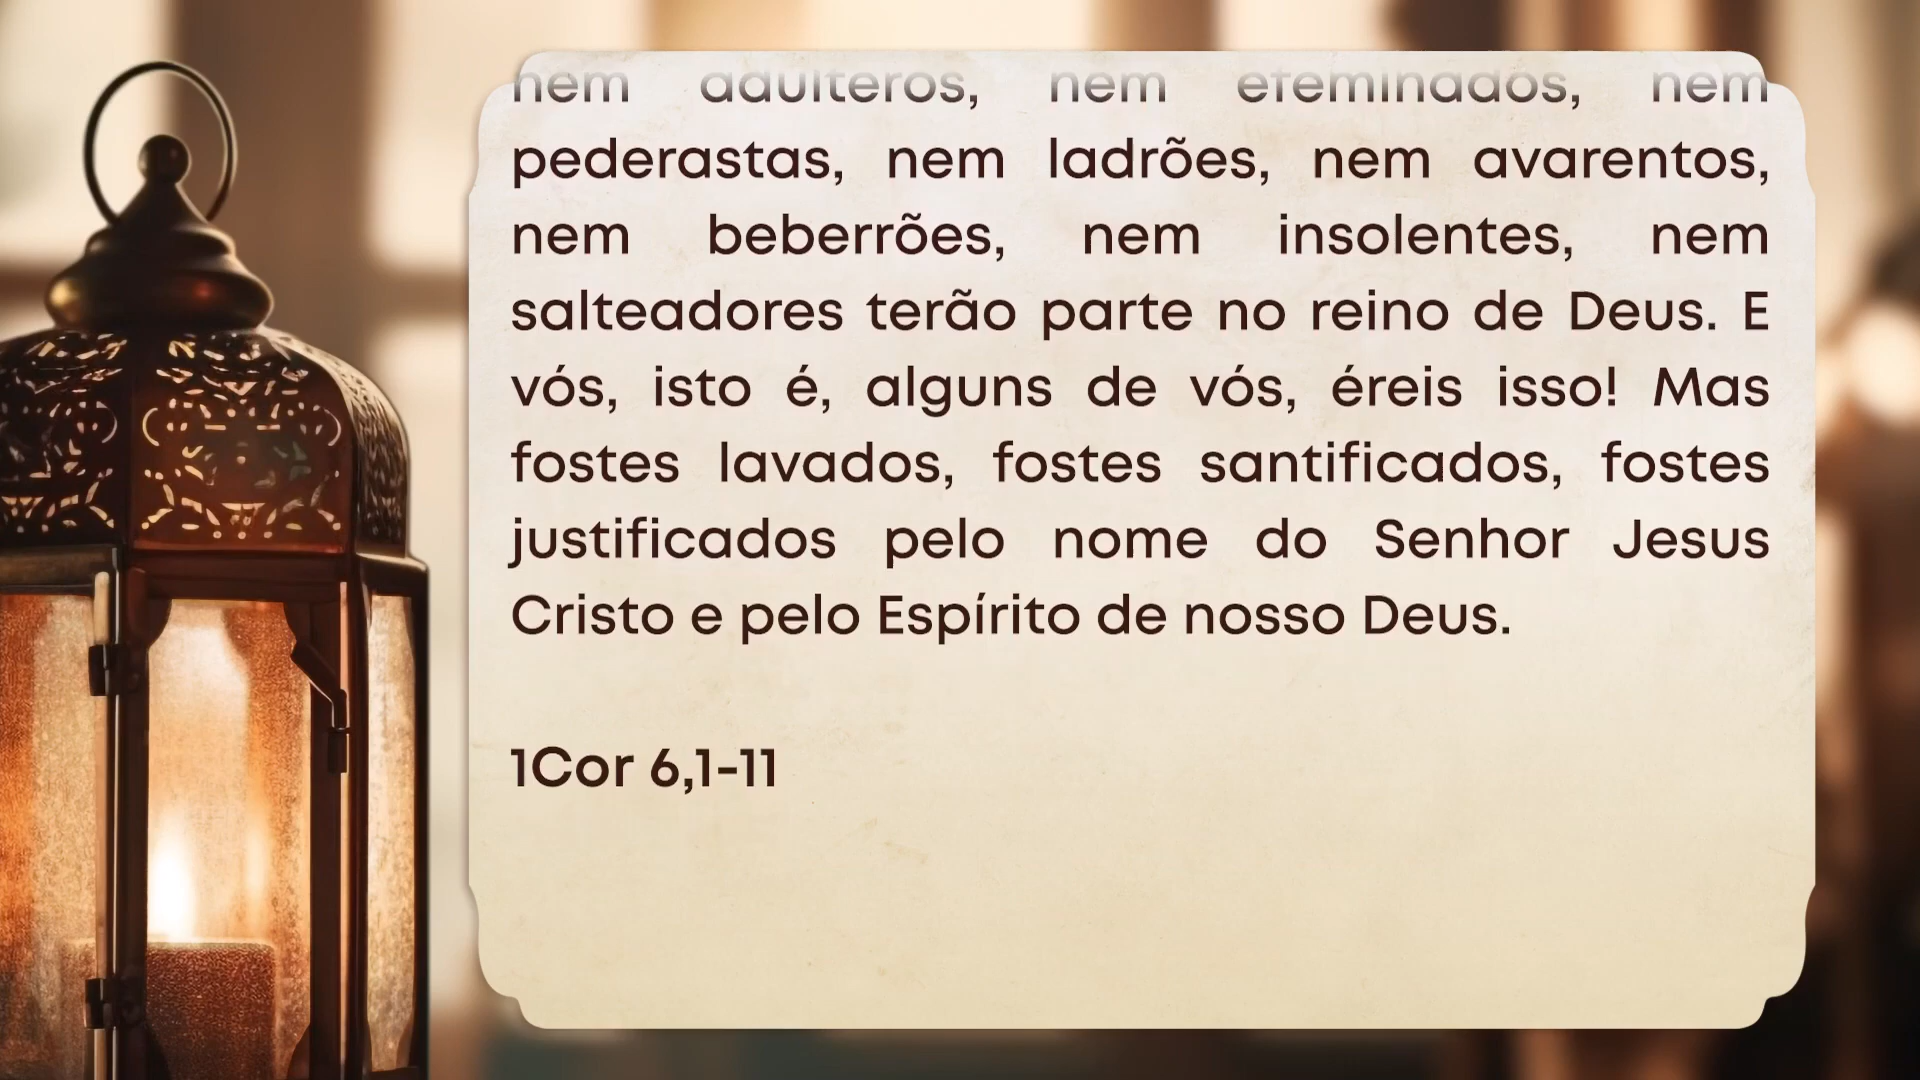 nem adúlteros, nem efeminados, nem
pederastas, nem ladrões, nem avarentos,
nem beberrões, nem insolentes, nem
salteadores terão parte no reino de Deus. E
vós, isto é, alguns de vós, éreis isso! Mas
fostes lavados, fostes santificados, fostes
justificados pelo nome do Senhor Jesus
Cristo e pelo Espírito de nosso Deus.
1Cor 6,1-11